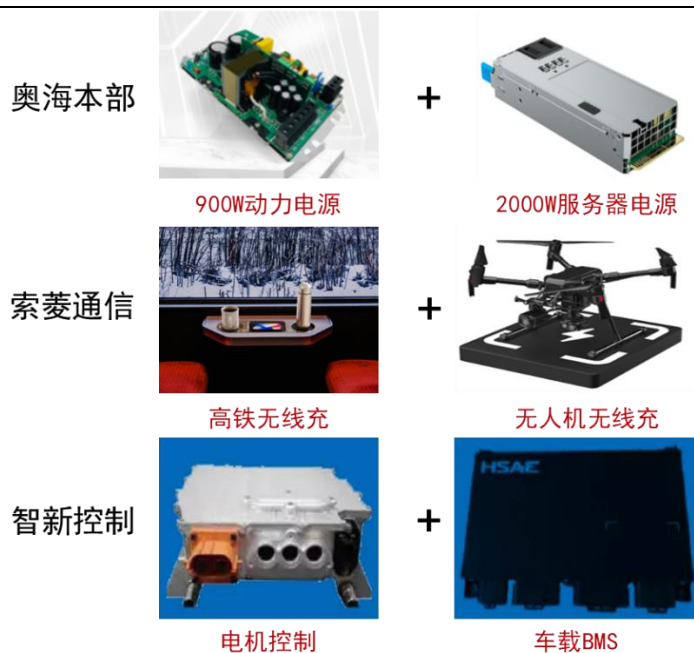 奥海本部
+
900W动力电源
2000W服务器电源
索菱通信
+
高铁无线充
无人机无线充
智新控制
+
HSAE
电机控制
车载BMS